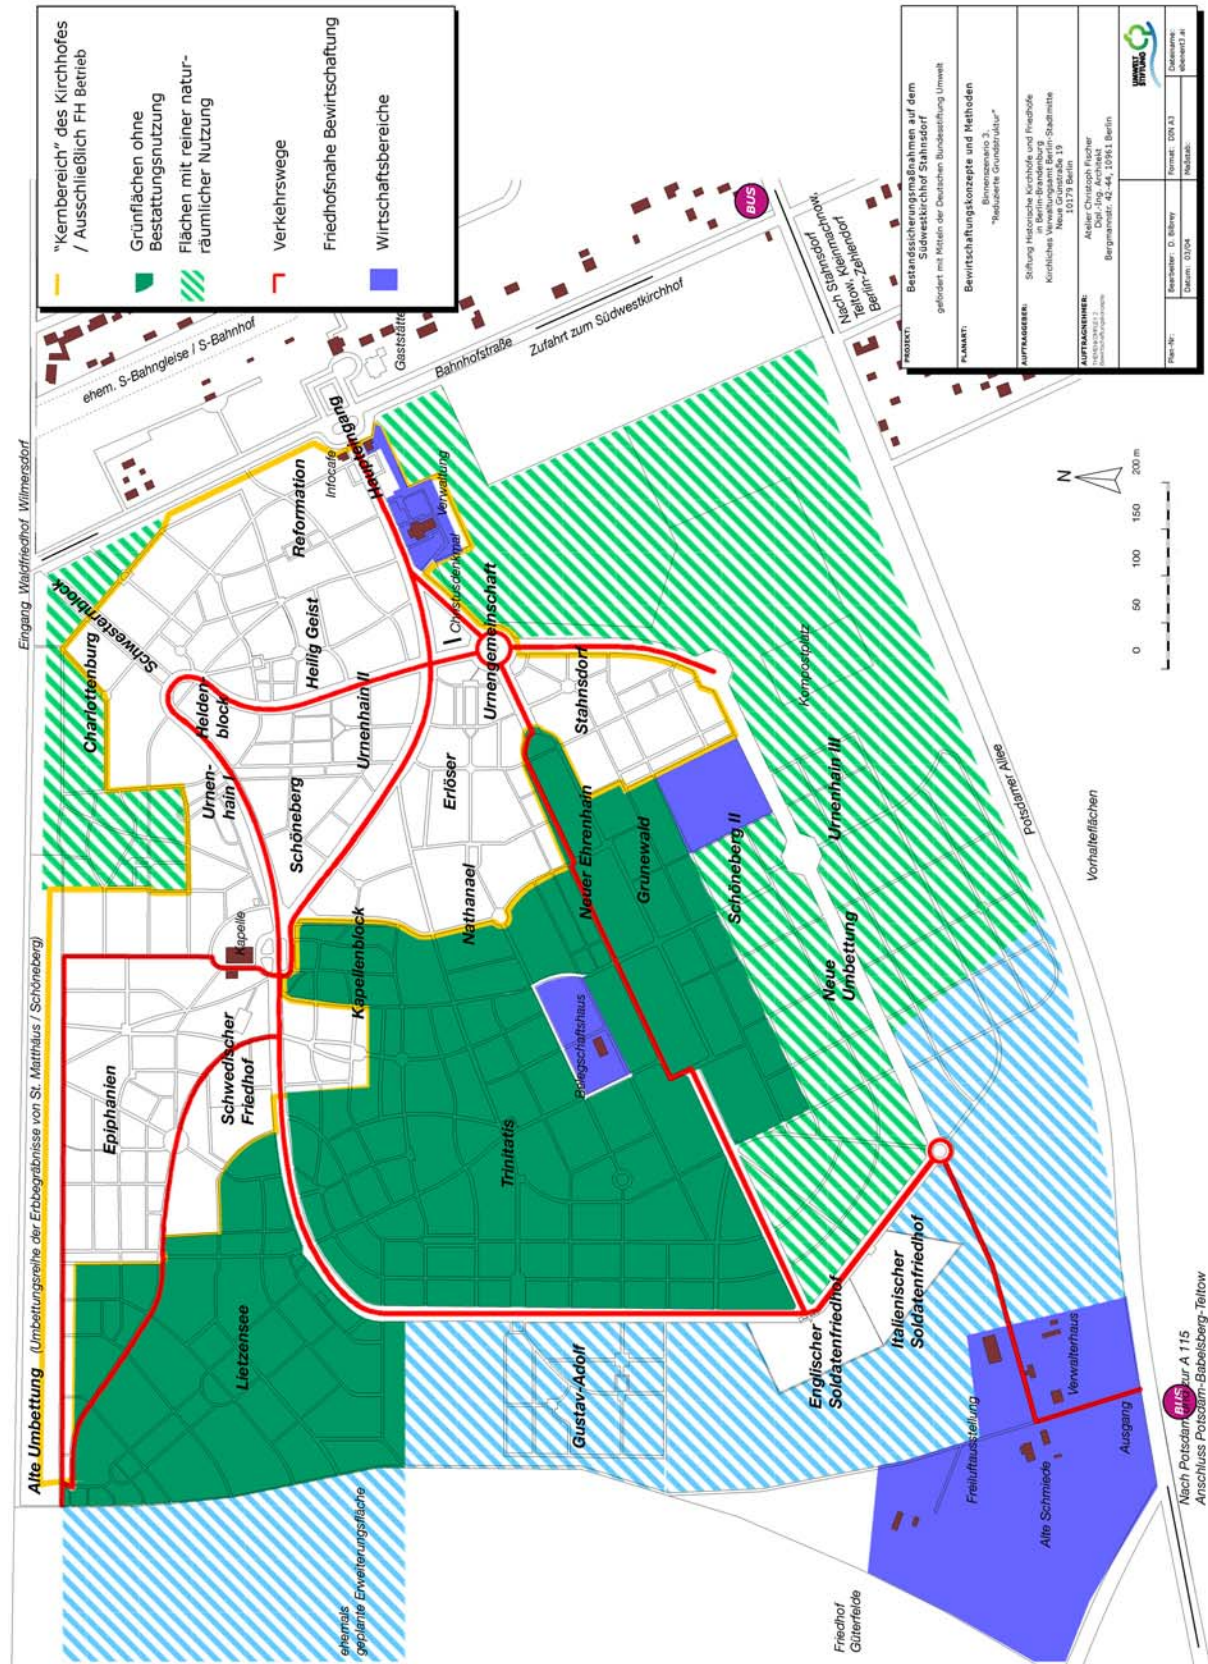 "Kernbereich" des Kirchhofes
/ Ausschließlich FH Betrieb
Grünflächen ohne
Bestattungsnutzung
Flächen mit reiner natur-
räumlicher Nutzung
Verkehrswege
Friedhofsnahe Bewirtschaftung
Wirtschaftsbereiche
Eingang Waldfriedhof Wilmersdorf
ehem. S-Bahngleise / S-Bahnhof
Gaststätte
Bahnhofstraße
Zufahrt zum Südwestkirchhof
BUS
Nach Stahnsdorf,
Teltow, Kleinmachnow,
Berlin-Zehlendorf
Alte Umbettung (Umbettungsreihe der Erbbegräbnisse von St. Matthäus / Schöneberg)
Charlottenburg
Schwesternblock
Reformation
Infocafe
Haupteingang
Verwaltung
Christusdenkmal
Heilig Geist
Helden-
block
Urnen-
hain I
Urnenhain II
Urnengemeinschaft
Schöneberg
Erlöser
Stahnsdorf
Kompostplatz
Kapelle
Kapellenblock
Nathanael
Neuer Ehrenhain
Grunewald
Schöneberg II
Urnenhain III
Neue
Umbettung
Epiphanien
Schwedischer
Friedhof
Belegschaftshaus
Trinitatis
Lietzensee
Gustav-Adolf
Englischer
Soldatenfriedhof
Italienischer
Soldatenfriedhof
Potsdamer Allee
Vorhalteflächen
ehemals
geplante Erweiterungsfläche
Friedhof
Güterfelde
Freiluftausstellung
Alte Schmiede
Verwalterhaus
Ausgang
BUS
Nach Potsdam zur A 115
Anschluss Potsdam-Babelsberg-Teltow
N
0 50 100 150 200 m
PROJEKT:
Bestandssicherungsmaßnahmen auf dem
Südwestkirchhof Stahnsdorf
gefördert mit Mitteln der Deutschen Bundesstiftung Umwelt
PLANART:
Bewirtschaftungskonzepte und Methoden
Binnenszenario 3.
"Reduzierte Grundstruktur"
AUFTRAGGEBER:
Stiftung Historische Kirchhöfe und Friedhöfe
in Berlin-Brandenburg
Kirchliches Verwaltungsamt Berlin-Stadtmitte
Neue Grünstraße 19
10179 Berlin
AUFTRAGNEHMER:
Atelier Christoph Fischer
Dipl.-Ing. Architekt
Bergmannstr. 42-44, 10961 Berlin
UMWELT
STIFTUNG
Plan-Nr:
Bearbeiter: D. Bilbrey
Datum: 03/04
Format: DIN A3
Maßstab:
Dateiname: